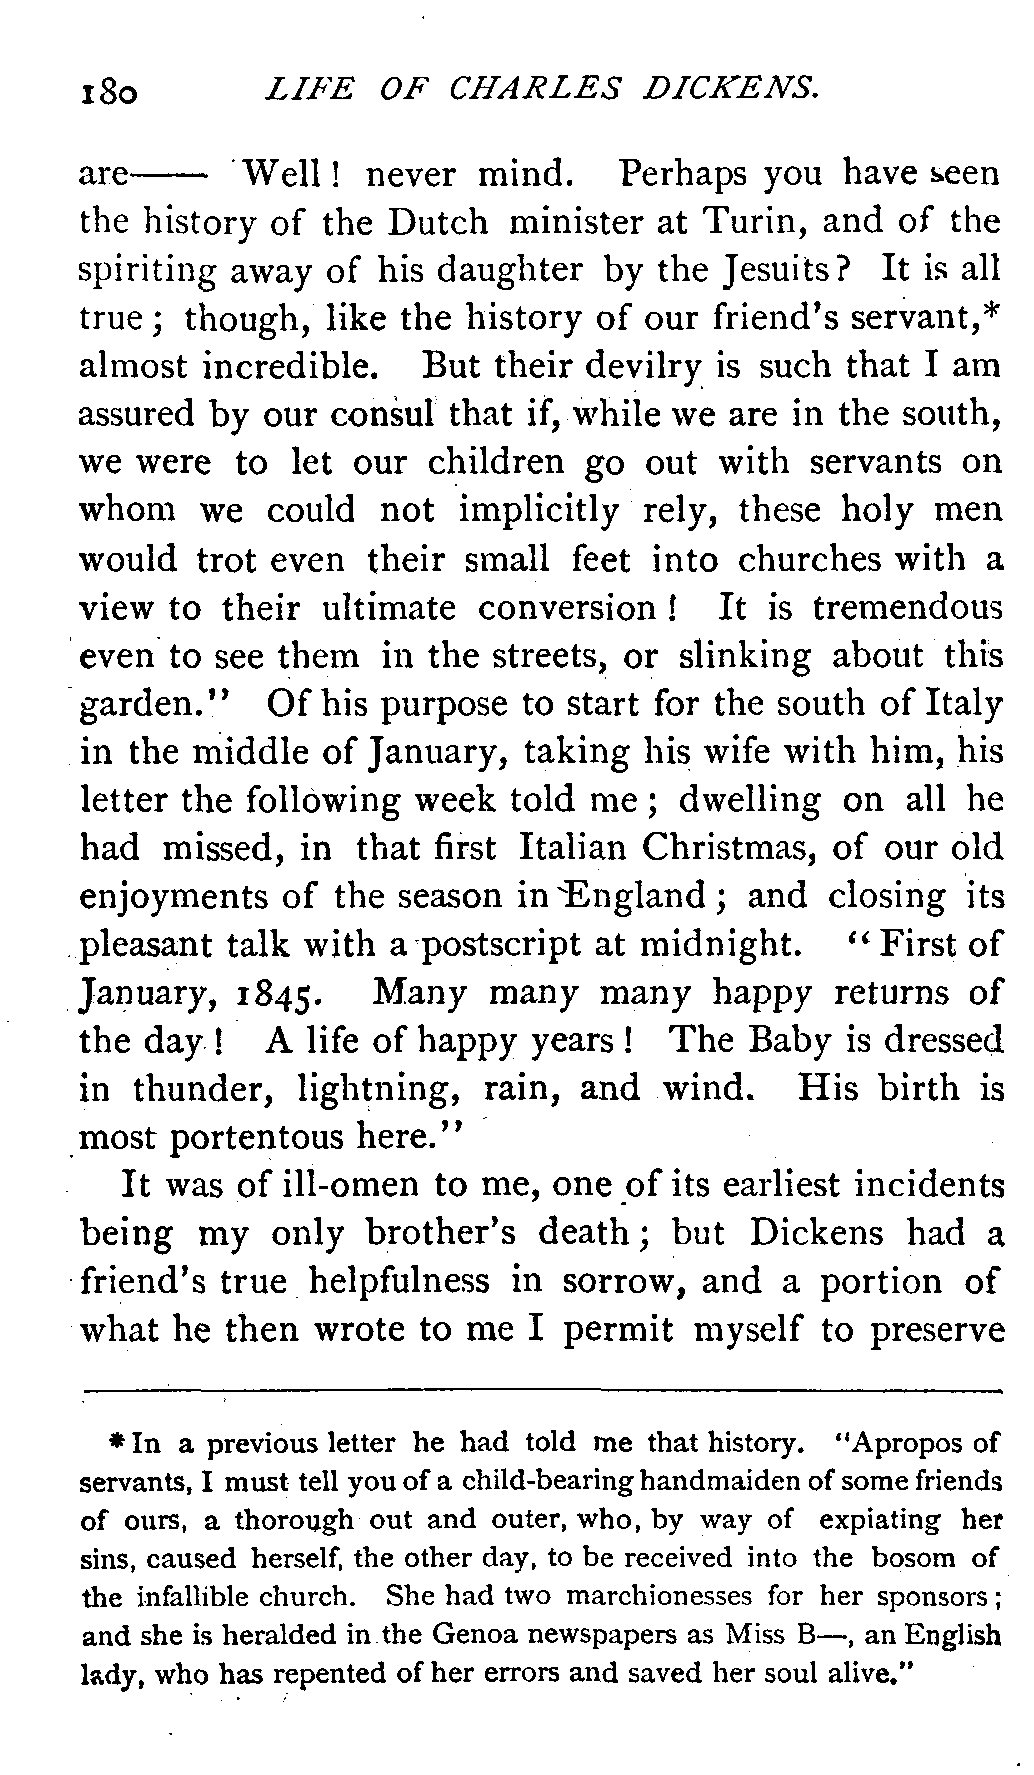 180 LIFE OF CHARLES DICKENS.
are—— Well! never mind. Perhaps you have seen
the history of the Dutch minister at Turin, and of the
spiriting away of his daughter by the Jesuits? It is all
true; though, like the history of our friend's servant,*
almost incredible. But their devilry is such that I am
assured by our consul that if, while we are in the south,
we were to let our children go out with servants on
whom we could not implicitly rely, these holy men
would trot even their small feet into churches with a
view to their ultimate conversion! It is tremendous
even to see them in the streets, or slinking about this
garden." Of his purpose to start for the south of Italy
in the middle of January, taking his wife with him, his
letter the following week told me; dwelling on all he
had missed, in that first Italian Christmas, of our old
enjoyments of the season in England; and closing its
pleasant talk with a postscript at midnight. "First of
January, 1845. Many many many happy returns of
the day! A life of happy years! The Baby is dressed
in thunder, lightning, rain, and wind. His birth is
most portentous here."
It was of ill-omen to me, one of its earliest incidents
being my only brother's death; but Dickens had a
friend's true helpfulness in sorrow, and a portion of
what he then wrote to me I permit myself to preserve
* In a previous letter he had told me that history. "Apropos of
servants, I must tell you of a child-bearing handmaiden of some friends
of ours, a thorough out and outer, who, by way of expiating her
sins, caused herself, the other day, to be received into the bosom of
the infallible church. She had two marchionesses for her sponsors;
and she is heralded in the Genoa newspapers as Miss B—, an English
lady, who has repented of her errors and saved her soul alive."